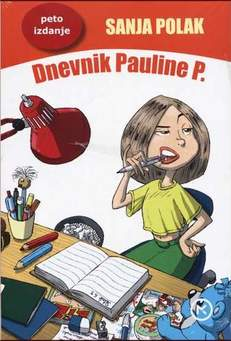 peto
izdanje
SANJA POLAK
Dnevnik Pauline P.